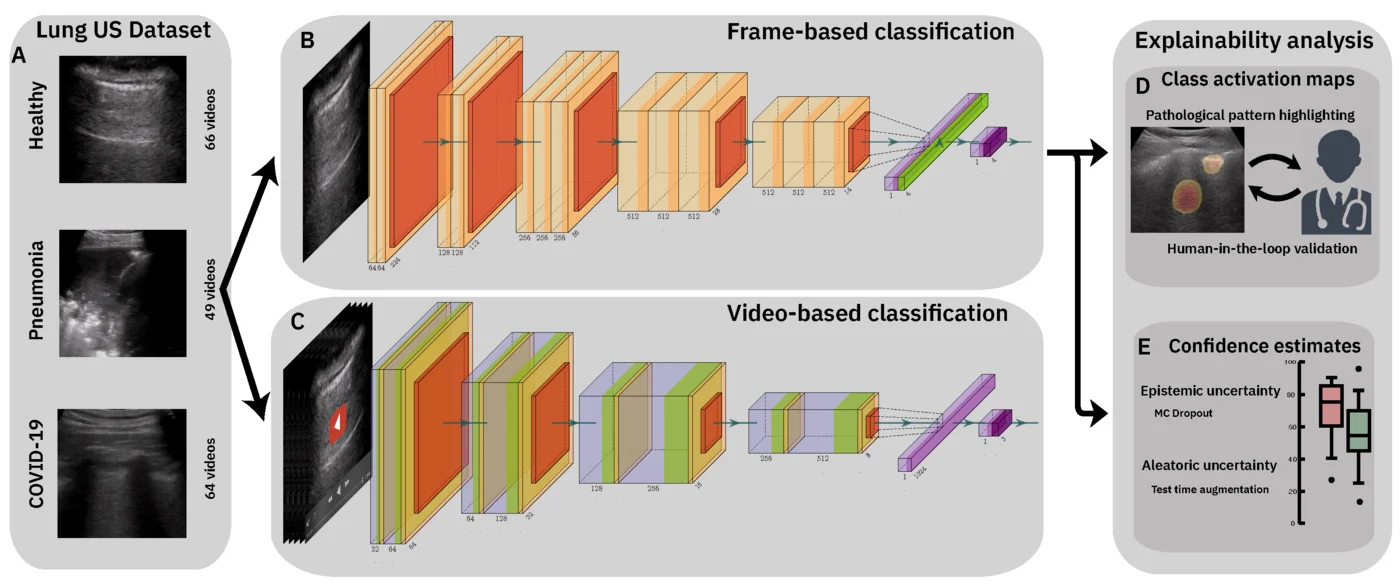 Lung US Dataset
A
Healthy
66 videos
Pneumonia
49 videos
COVID-19
64 videos
B
Frame-based classification
64 64
224
128 128
112
256 256 256
56
512 512 512
28
512 512 512
14
1
4
1
4
C
Video-based classification
32 64
64
64 128
32
128 256
16
256 512
8
1
1024
1
3
Explainability analysis
D
Class activation maps
Pathological pattern highlighting
Human-in-the-loop validation
E
Confidence estimates
Epistemic uncertainty
MC Dropout
Aleatoric uncertainty
Test time augmentation
100
80
60
40
20
0